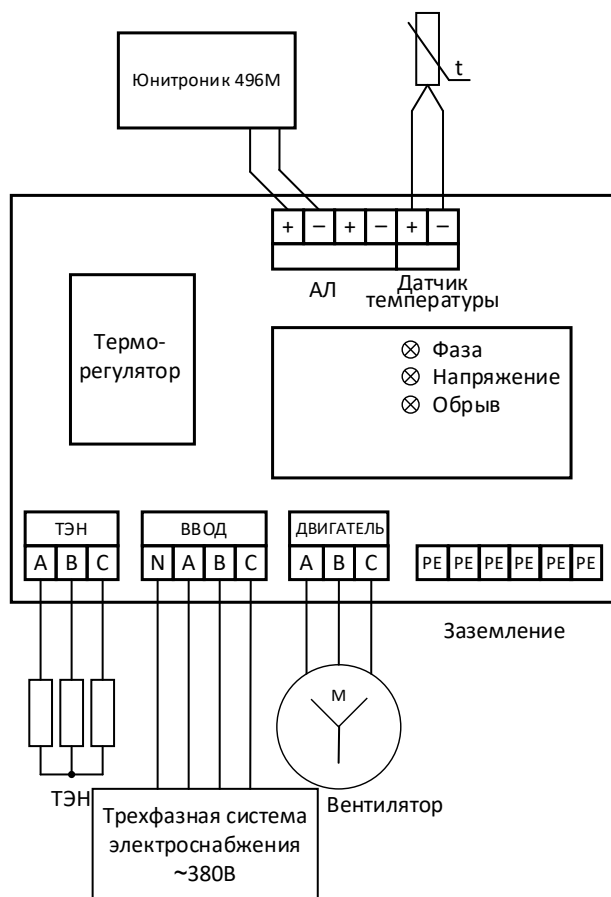 Юнитроник 496М
t
+ − + − + −
АЛ
Датчик
температуры
Термо-
регулятор
Фаза
Напряжение
Обрыв
ТЭН
ВВОД
ДВИГАТЕЛЬ
A B C
N A B C
A B C
PE PE PE PE PE PE
Заземление
М
ТЭН
Вентилятор
Трехфазная система
электроснабжения
~380В